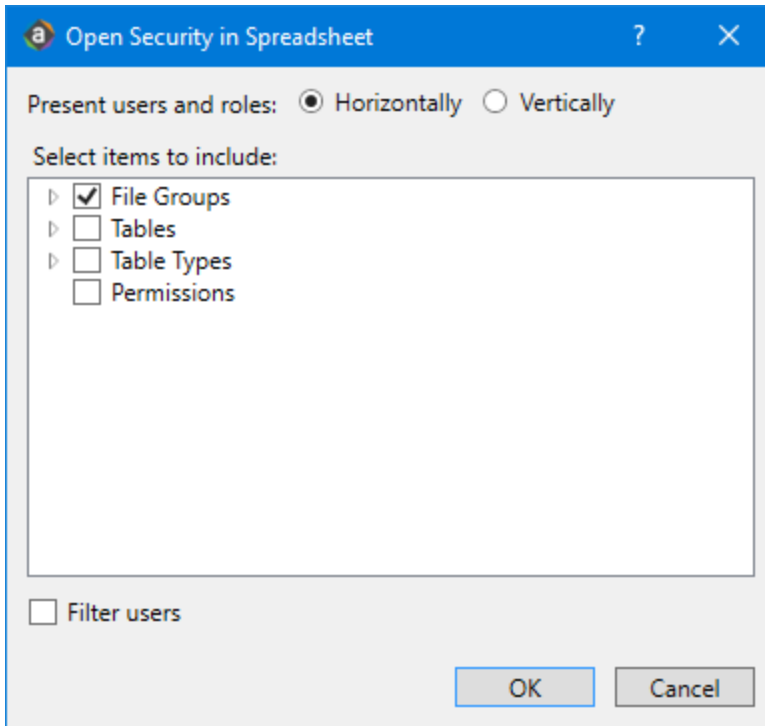 Open Security in Spreadsheet ?
Present users and roles: Horizontally Vertically
Select items to include:
File Groups
Tables
Table Types
Permissions
Filter users
OK Cancel